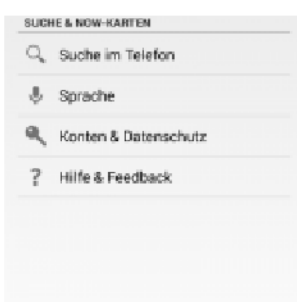 SUCHE & NOW-KARTEN
Suche im Telefon
Sprache
Konten & Datenschutz
Hilfe & Feedback